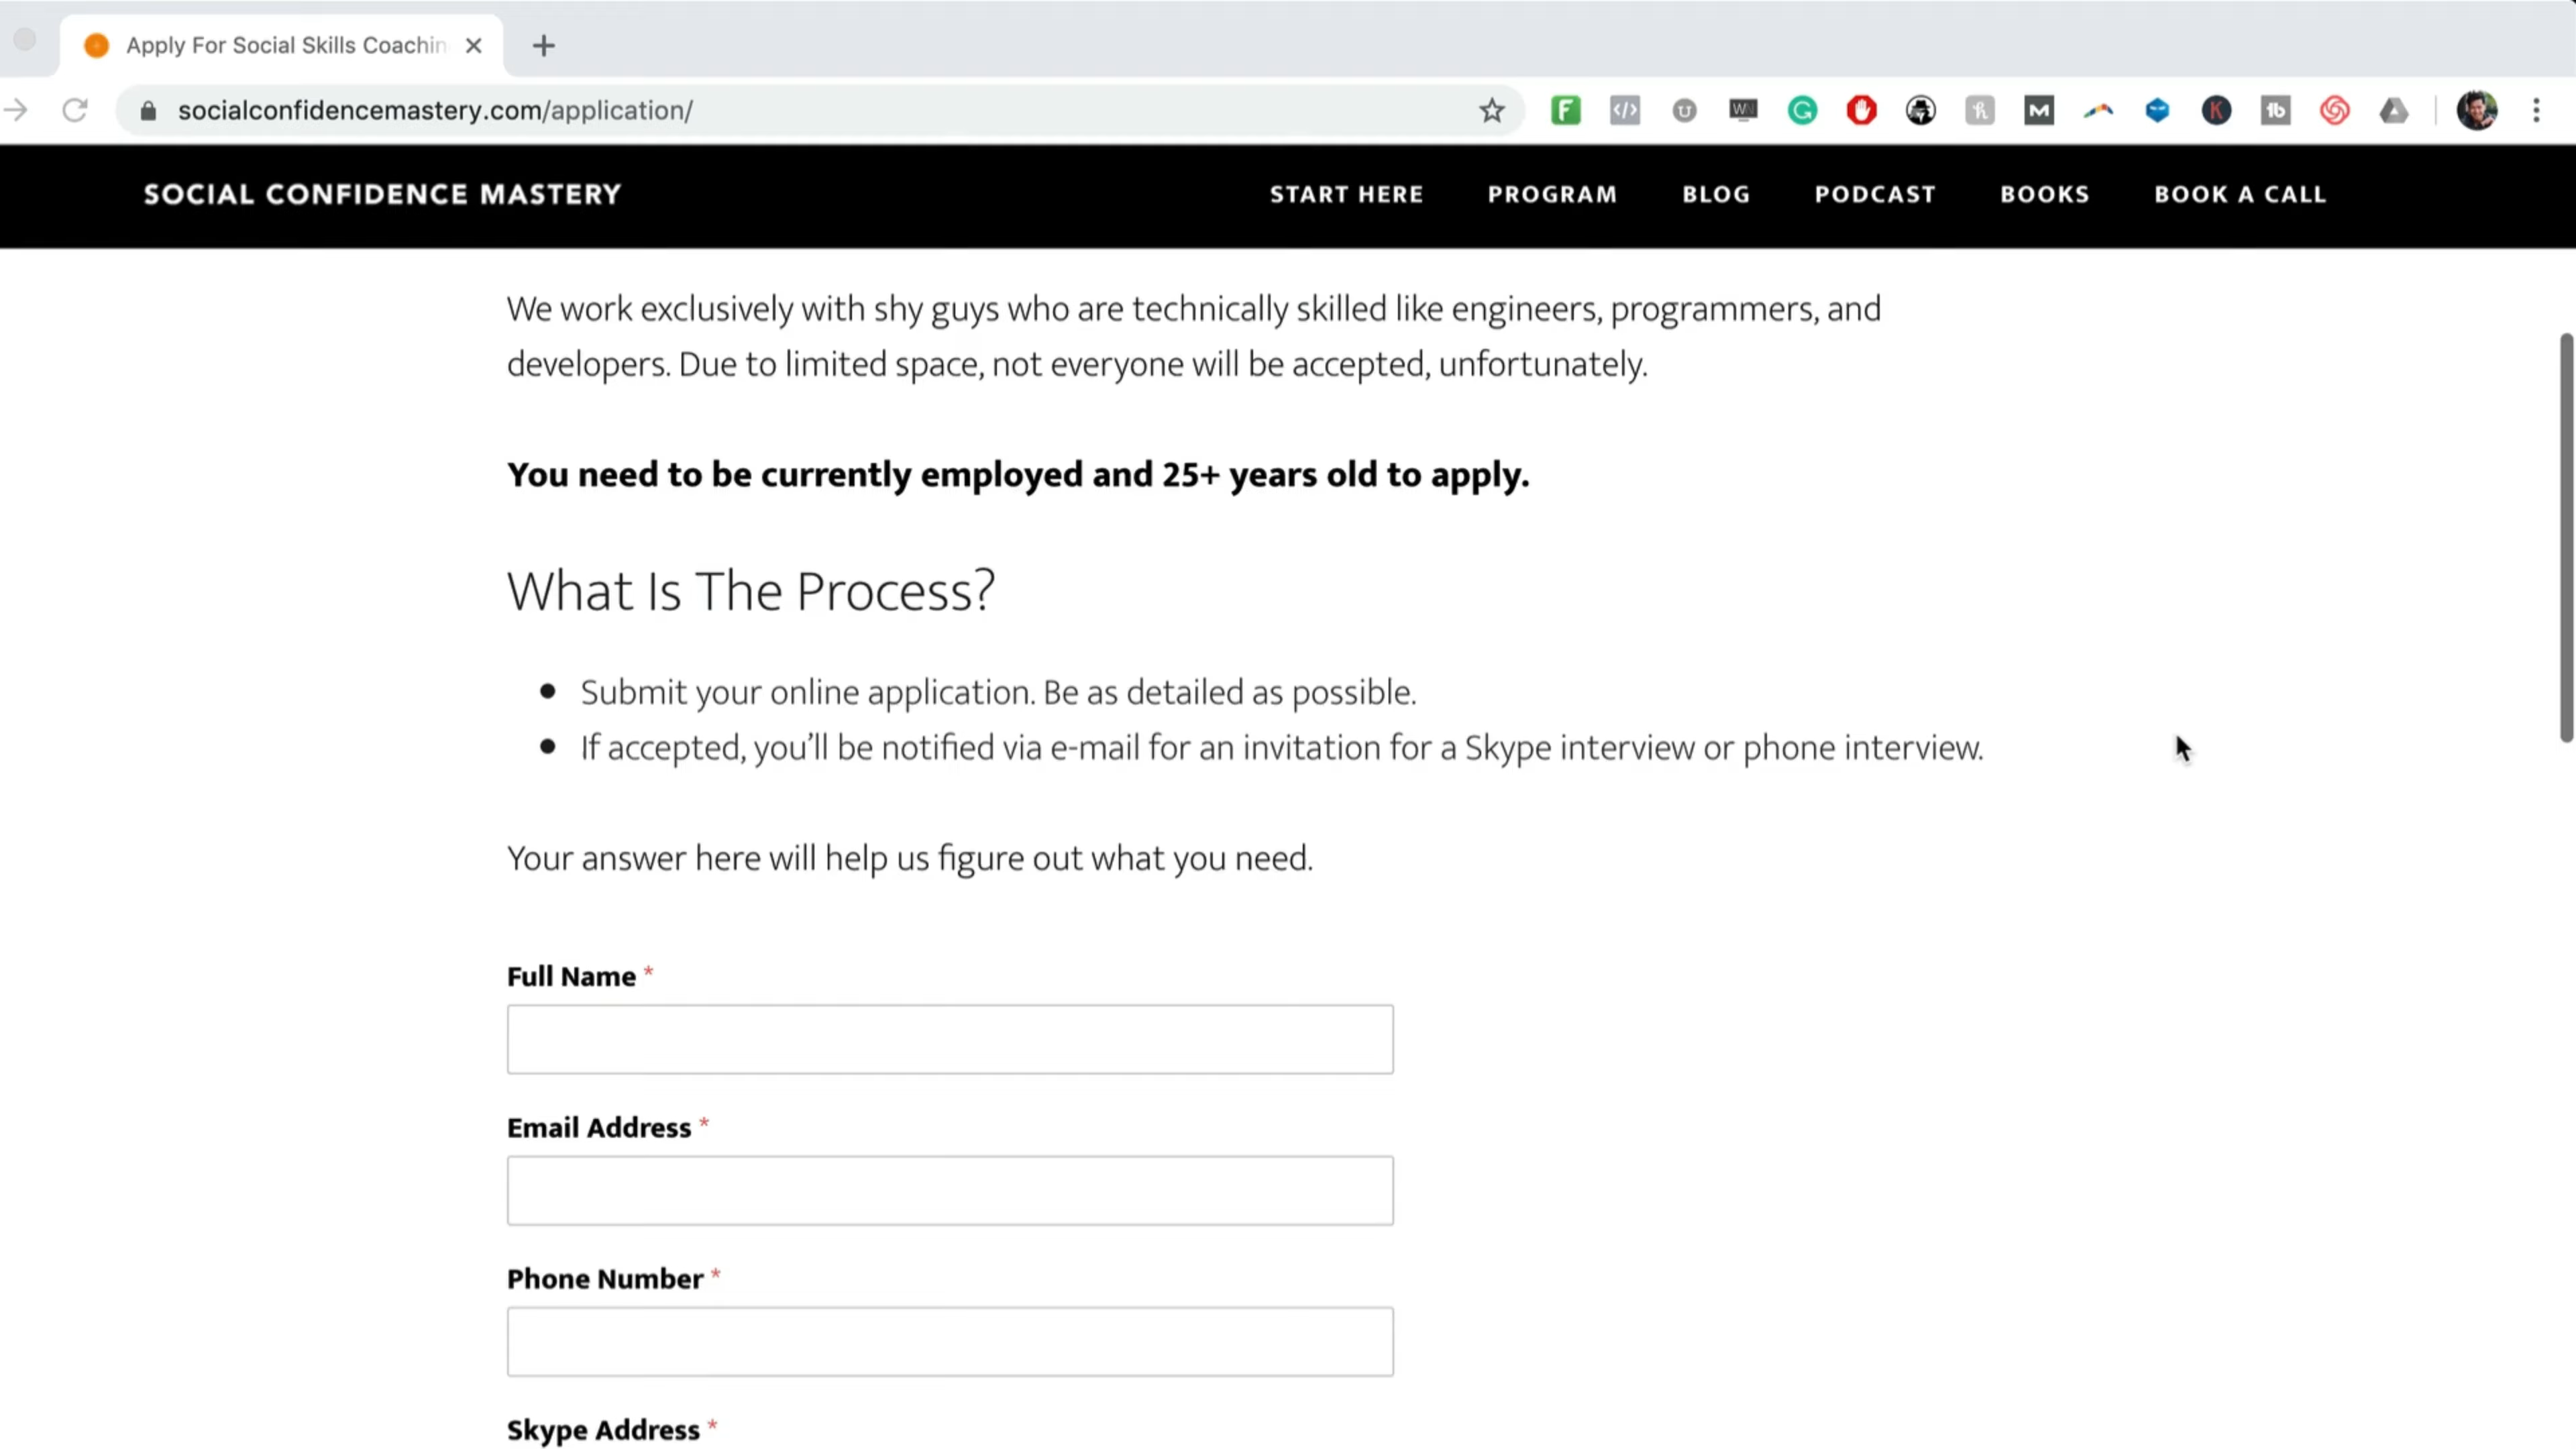 Apply For Social Skills Coachin
socialconfidencemastery.com/application/
SOCIAL CONFIDENCE MASTERY
START HERE
PROGRAM
BLOG
PODCAST
BOOKS
BOOK A CALL
We work exclusively with shy guys who are technically skilled like engineers, programmers, and
developers. Due to limited space, not everyone will be accepted, unfortunately.
You need to be currently employed and 25+ years old to apply.
What Is The Process?
Submit your online application. Be as detailed as possible.
If accepted, you’ll be notified via e-mail for an invitation for a Skype interview or phone interview.
Your answer here will help us figure out what you need.
Full Name *
Email Address *
Phone Number *
Skype Address *